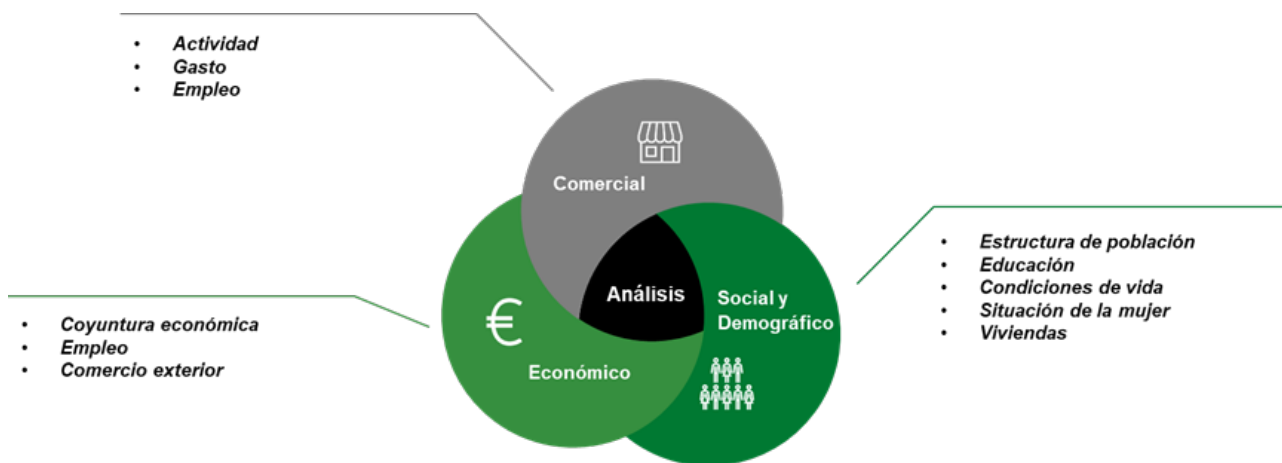 • Actividad
• Gasto
• Empleo
Comercial
• Estructura de población
• Educación
• Condiciones de vida
• Situación de la mujer
• Viviendas
Análisis
Social y
Demográfico
• Coyuntura económica
• Empleo
• Comercio exterior
€
Económico